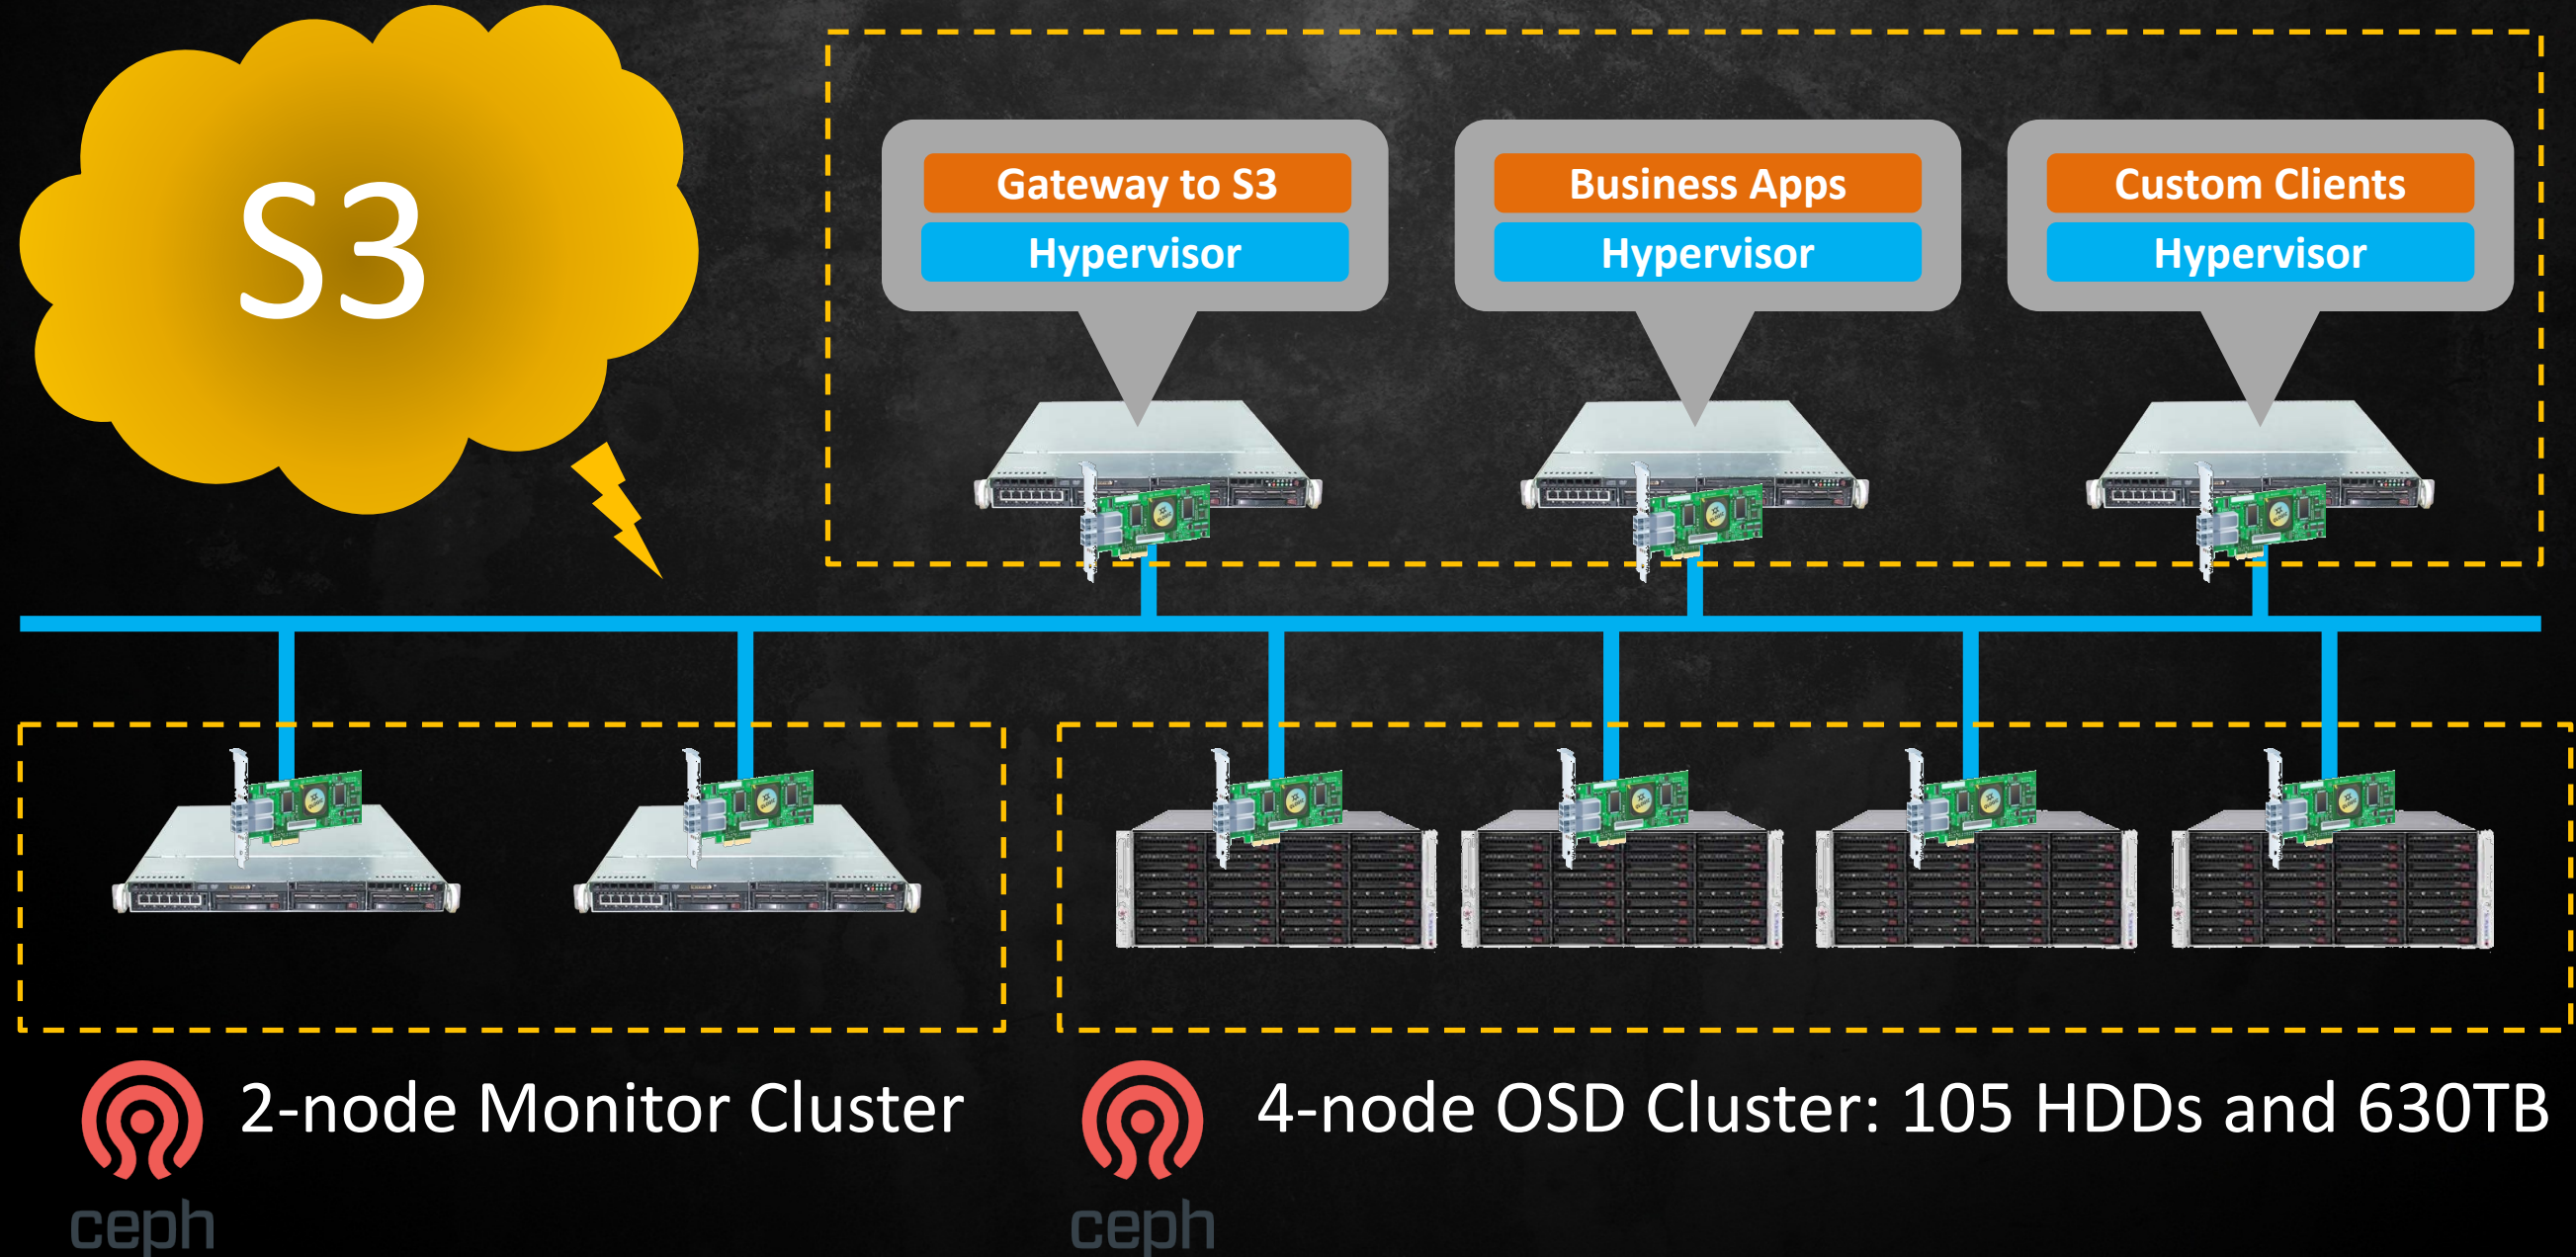 S3
Gateway to S3
Hypervisor
Business Apps
Hypervisor
Custom Clients
Hypervisor
2-node Monitor Cluster
4-node OSD Cluster: 105 HDDs and 630TB
ceph
ceph